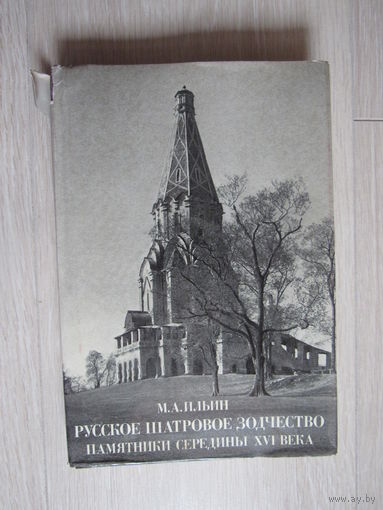 М.А.ИЛЬИН
РУССКОЕ ШАТРОВОЕ ЗОДЧЕСТВО
ПАМЯТНИКИ СЕРЕДИНЫ XVI ВЕКА
www.ay.by